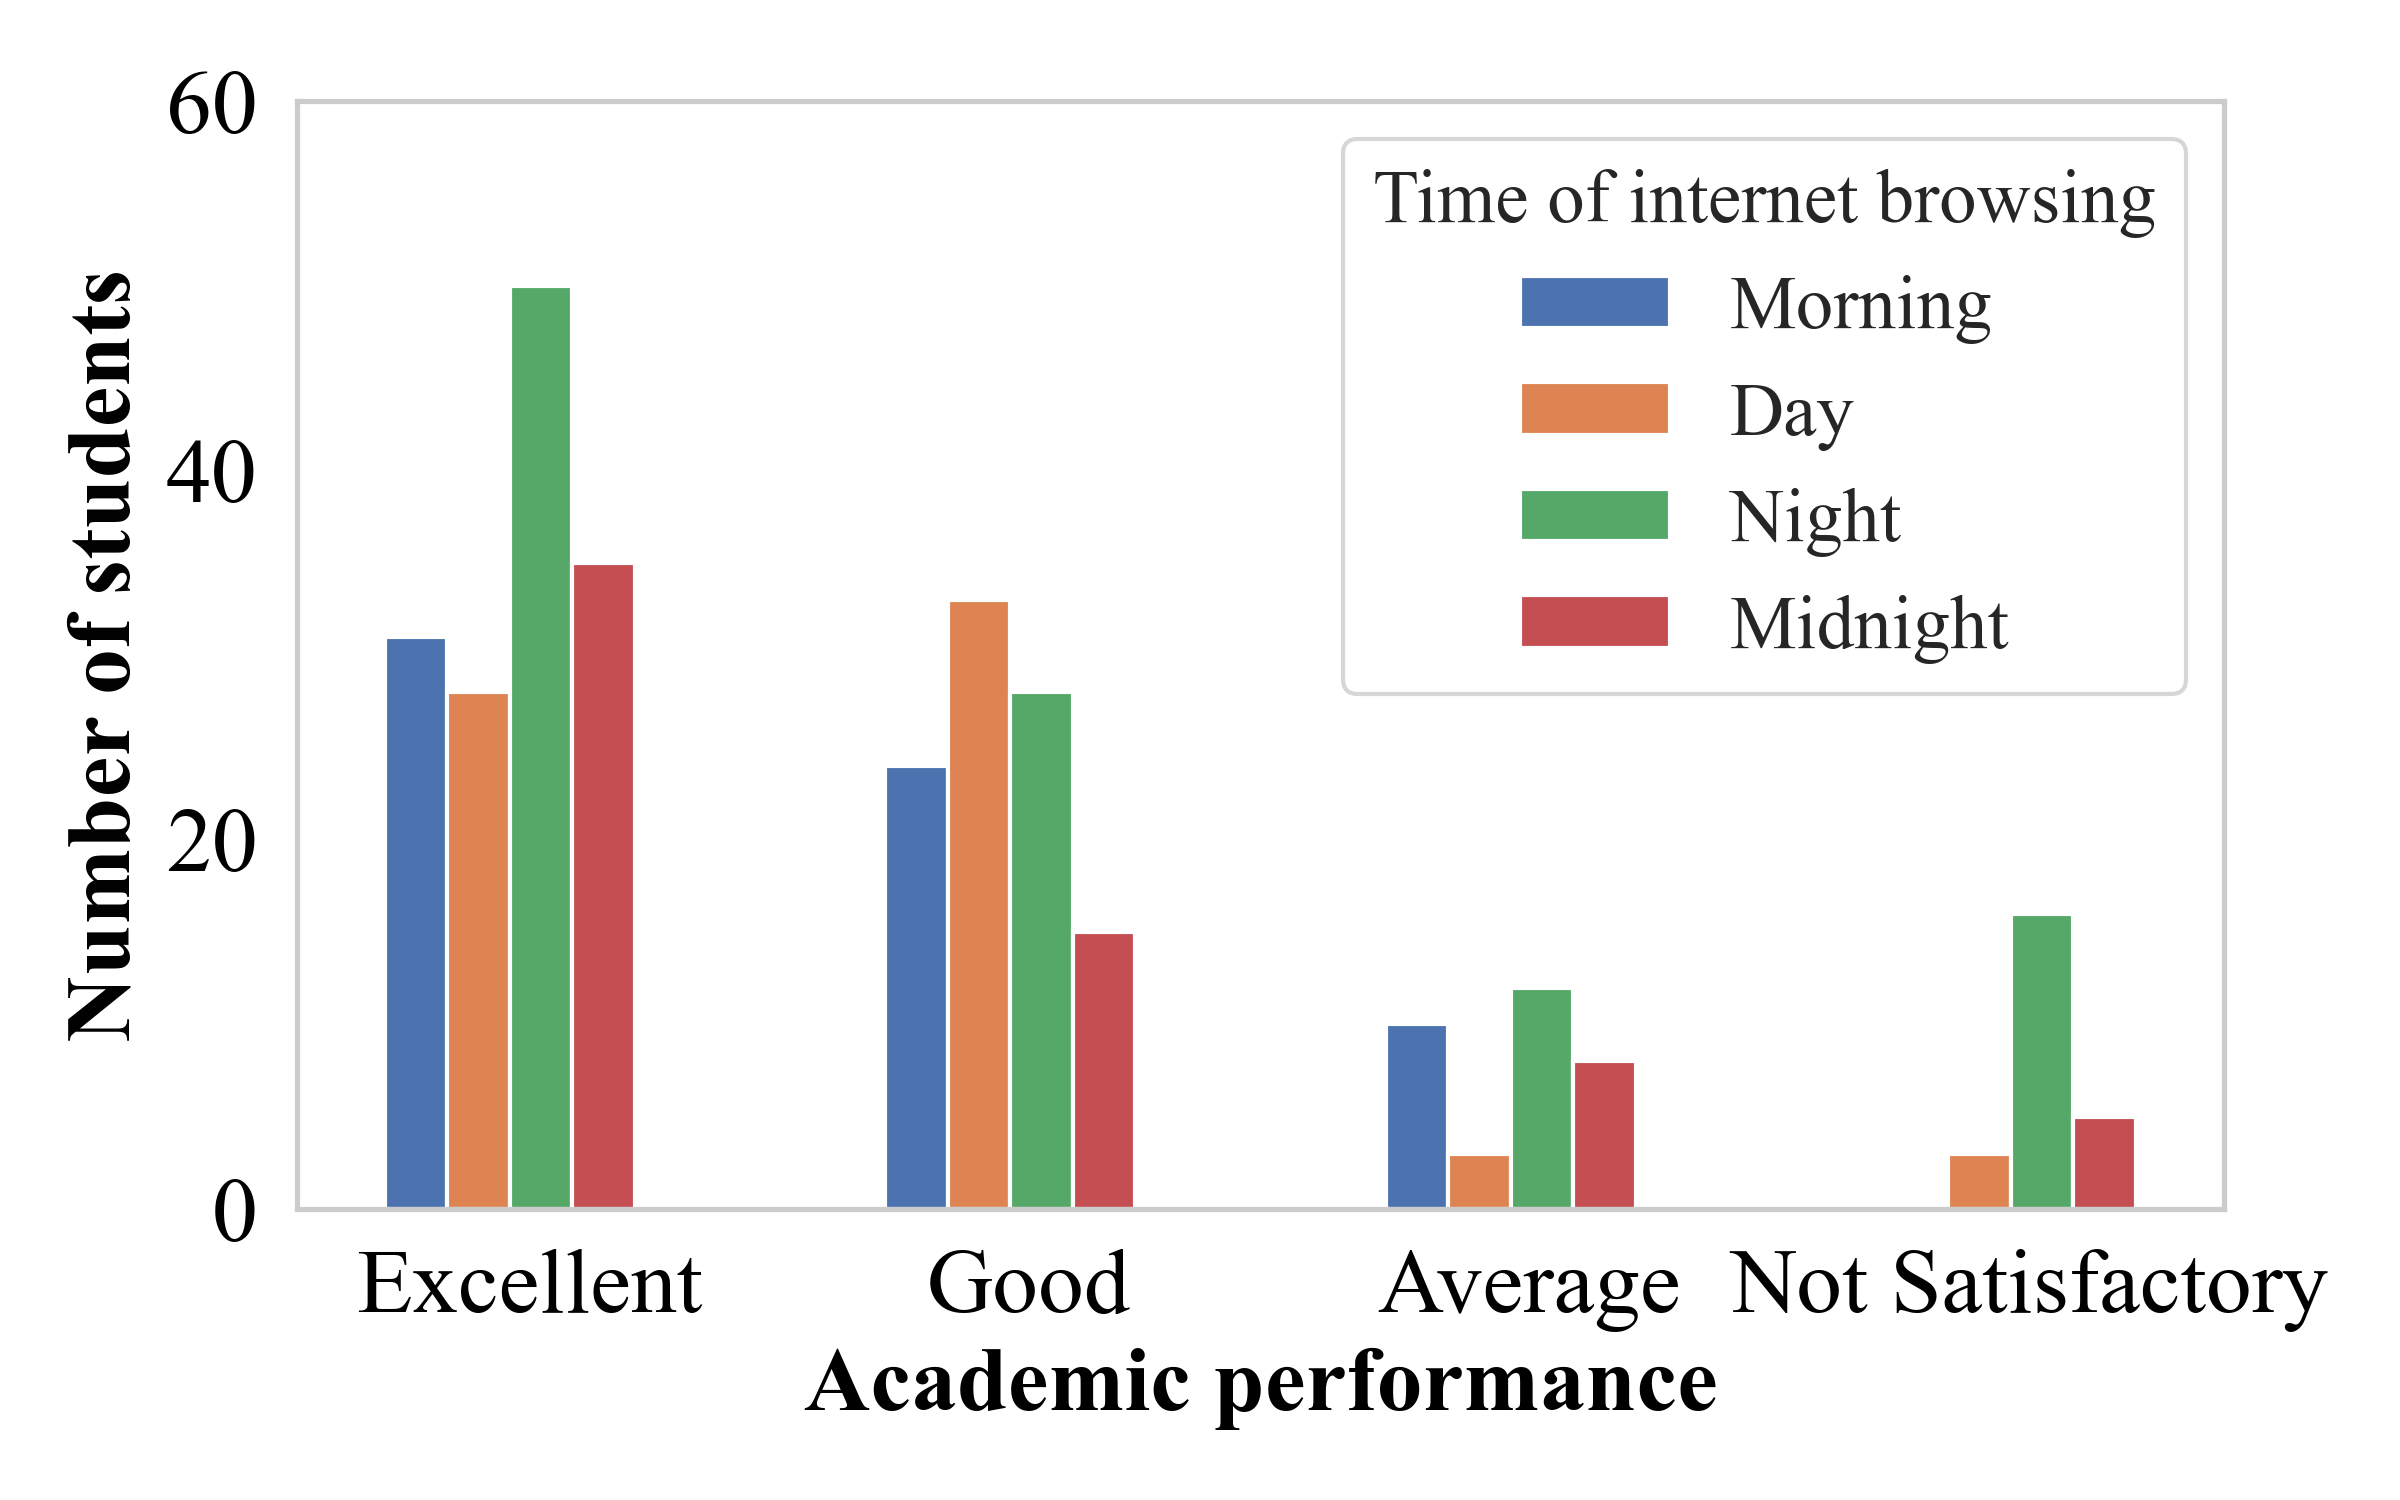 60
40
20
0
Number of students
Time of internet browsing
Morning
Day
Night
Midnight
Excellent Good Average Not Satisfactory
Academic performance